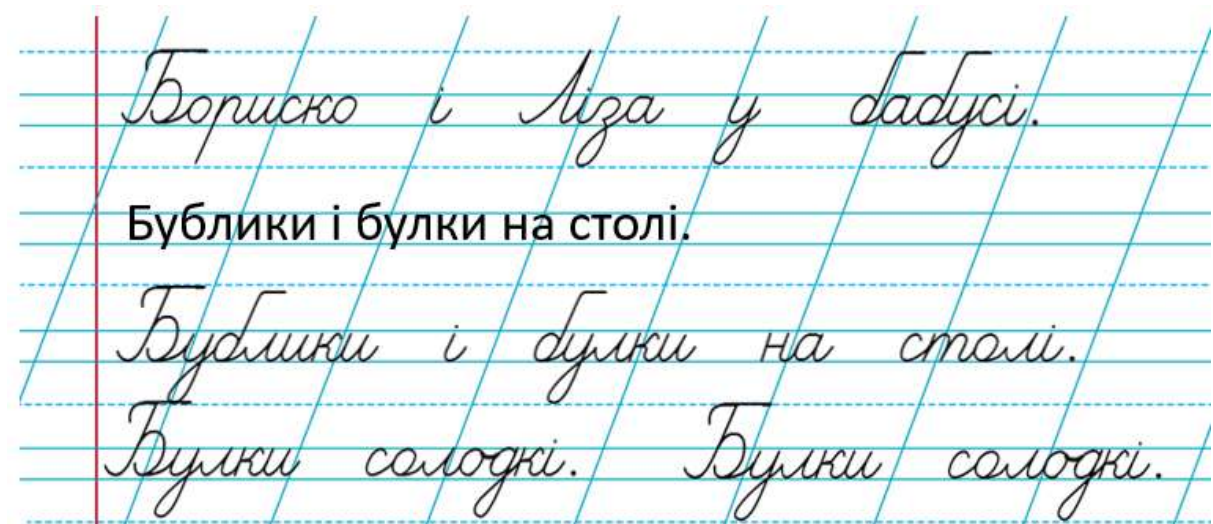 Бориско і Ліза у бабусі.
Бублики і булки на столі.
Бублики і булки на столі.
Булки солодкі. Булки солодкі.